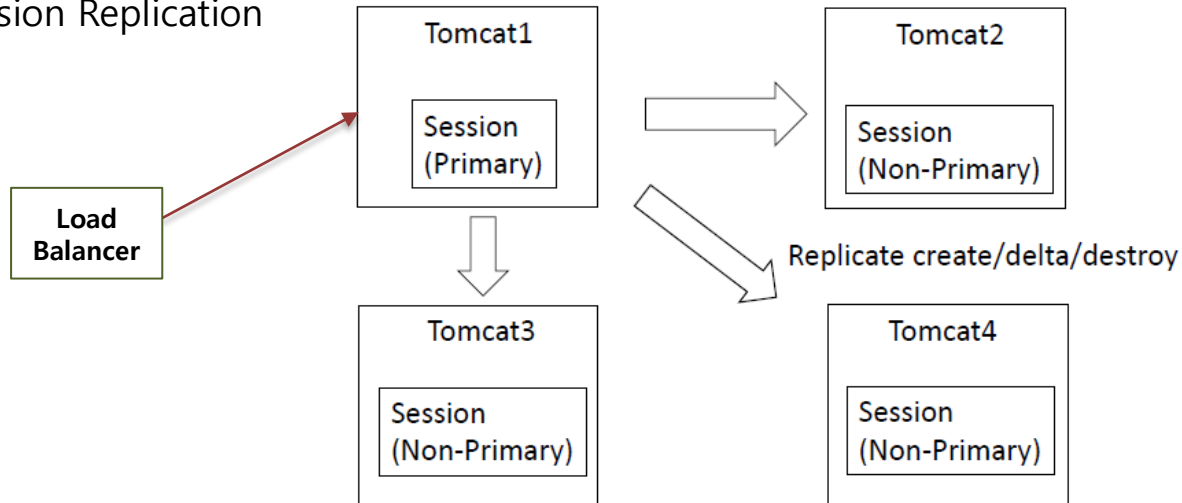 sion Replication
Tomcat1
Session
(Primary)
Tomcat2
Session
(Non-Primary)
Load
Balancer
Replicate create/delta/destroy
Tomcat3
Session
(Non-Primary)
Tomcat4
Session
(Non-Primary)